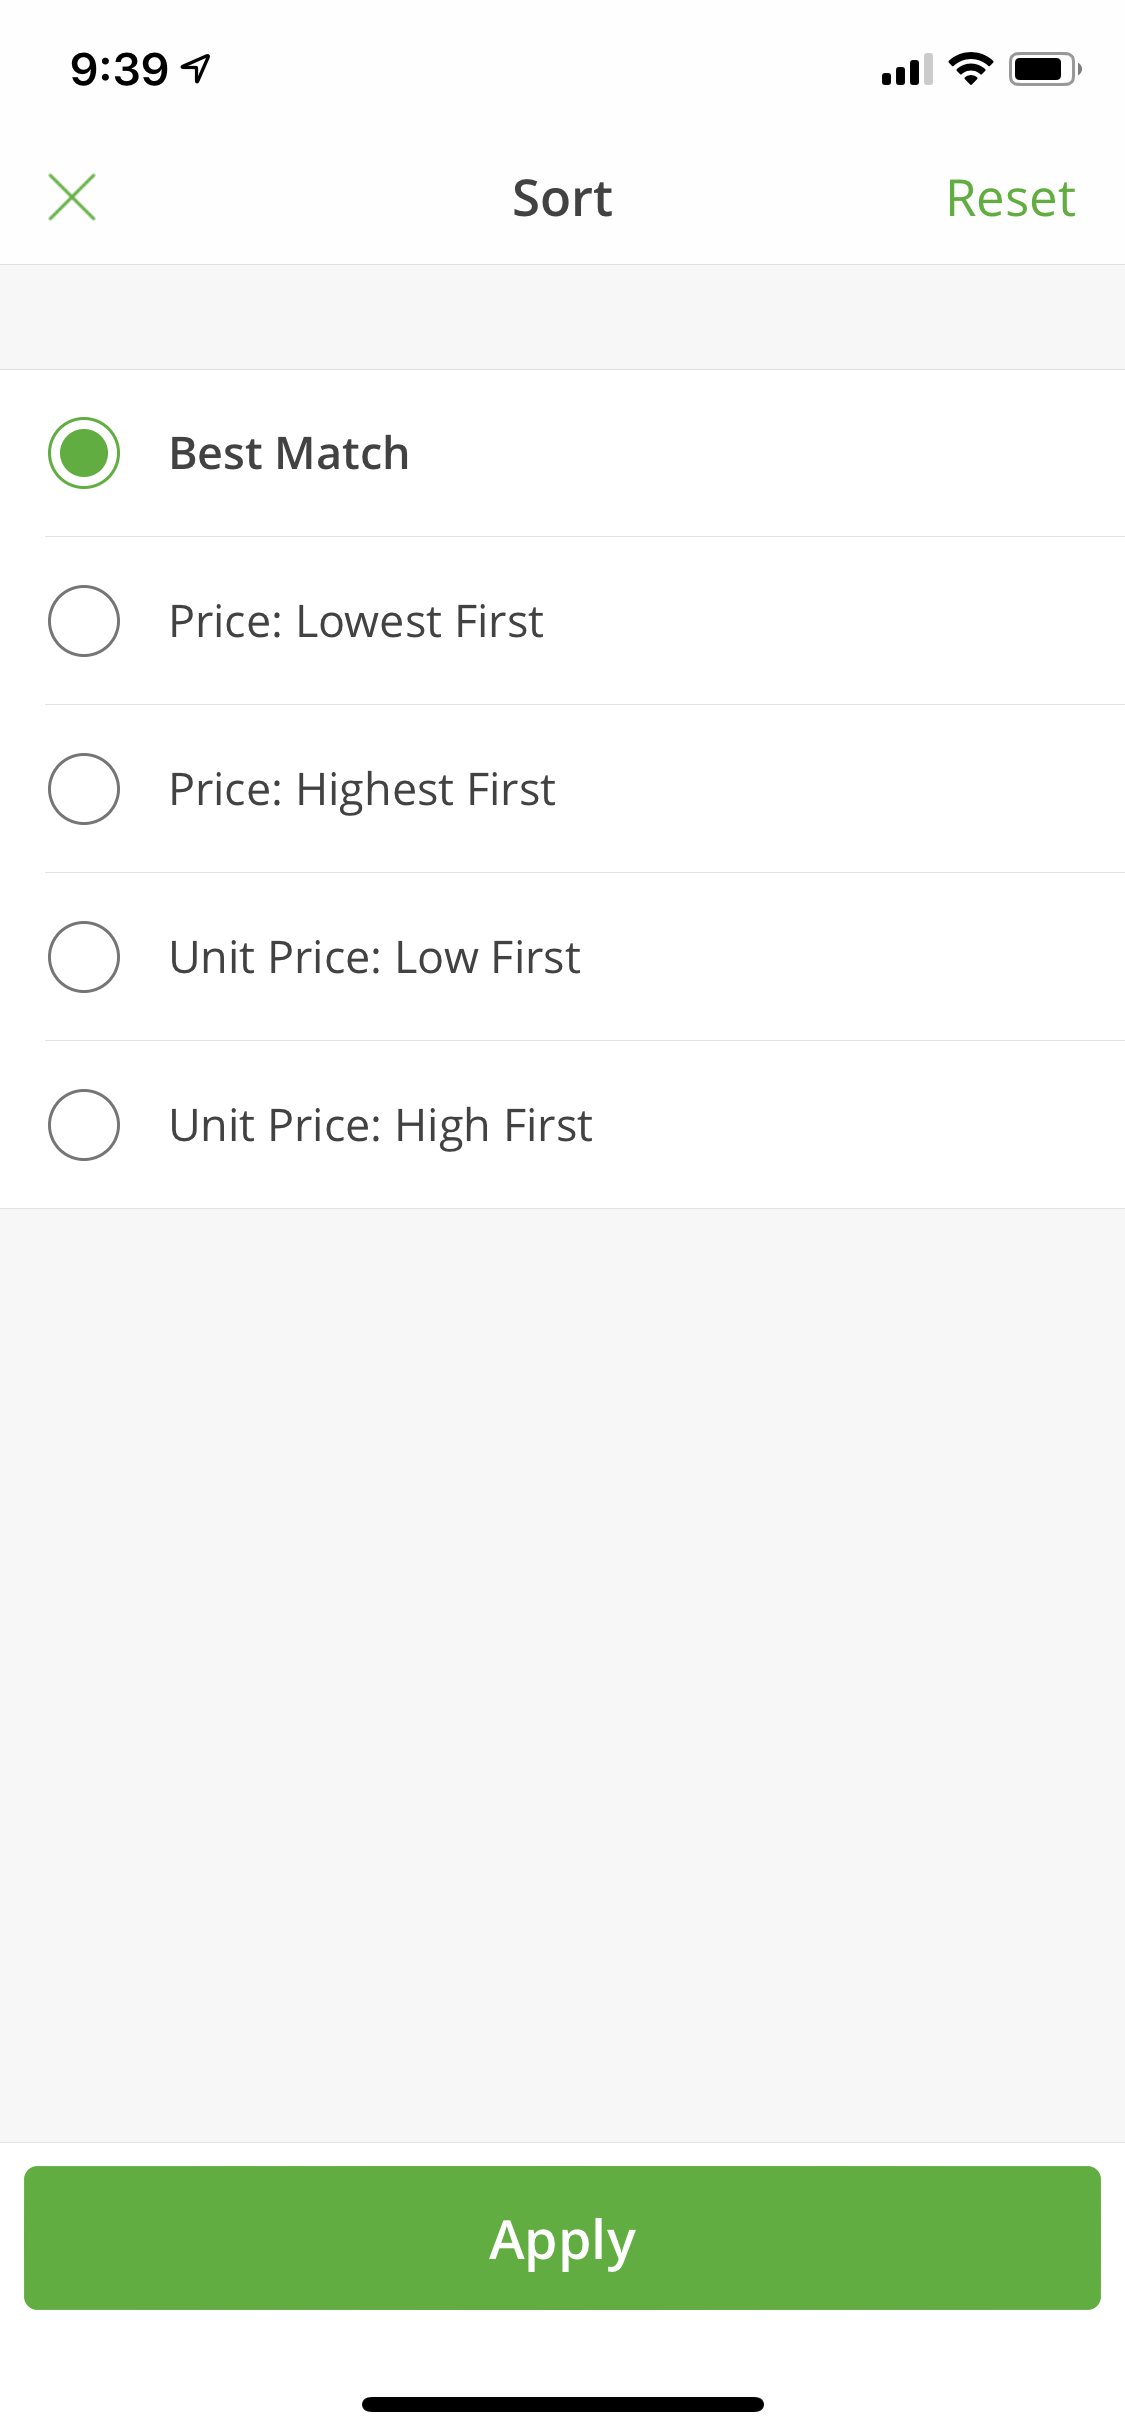 9:39
Sort
Reset
Best Match
Price: Lowest First
Price: Highest First
Unit Price: Low First
Unit Price: High First
Apply